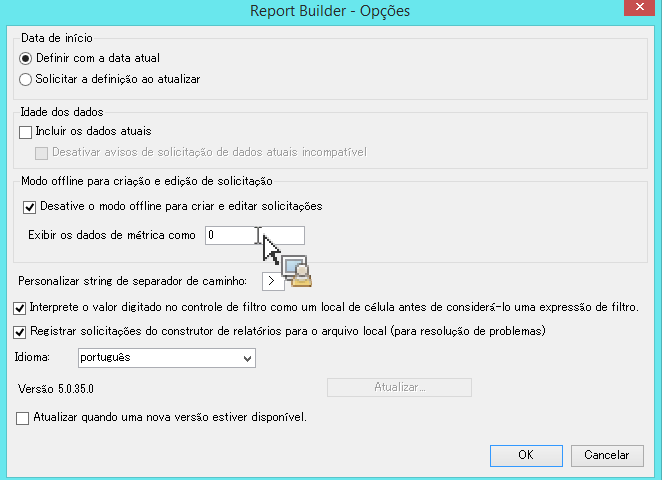 Report Builder - Opções
Data de início
Definir com a data atual
Solicitar a definição ao atualizar
Idade dos dados
Incluir os dados atuais
Desativar avisos de solicitação de dados atuais incompatível
Modo offline para criação e edição de solicitação
Desative o modo offline para criar e editar solicitações
Exibir os dados de métrica como 0
Personalizar string de separador de caminho: >
Interprete o valor digitado no controle de filtro como um local de célula antes de considerá-lo uma expressão de filtro.
Registrar solicitações do construtor de relatórios para o arquivo local (para resolução de problemas)
Idioma: português
Versão 5.0.35.0 Atualizar...
Atualizar quando uma nova versão estiver disponível.
OK Cancelar